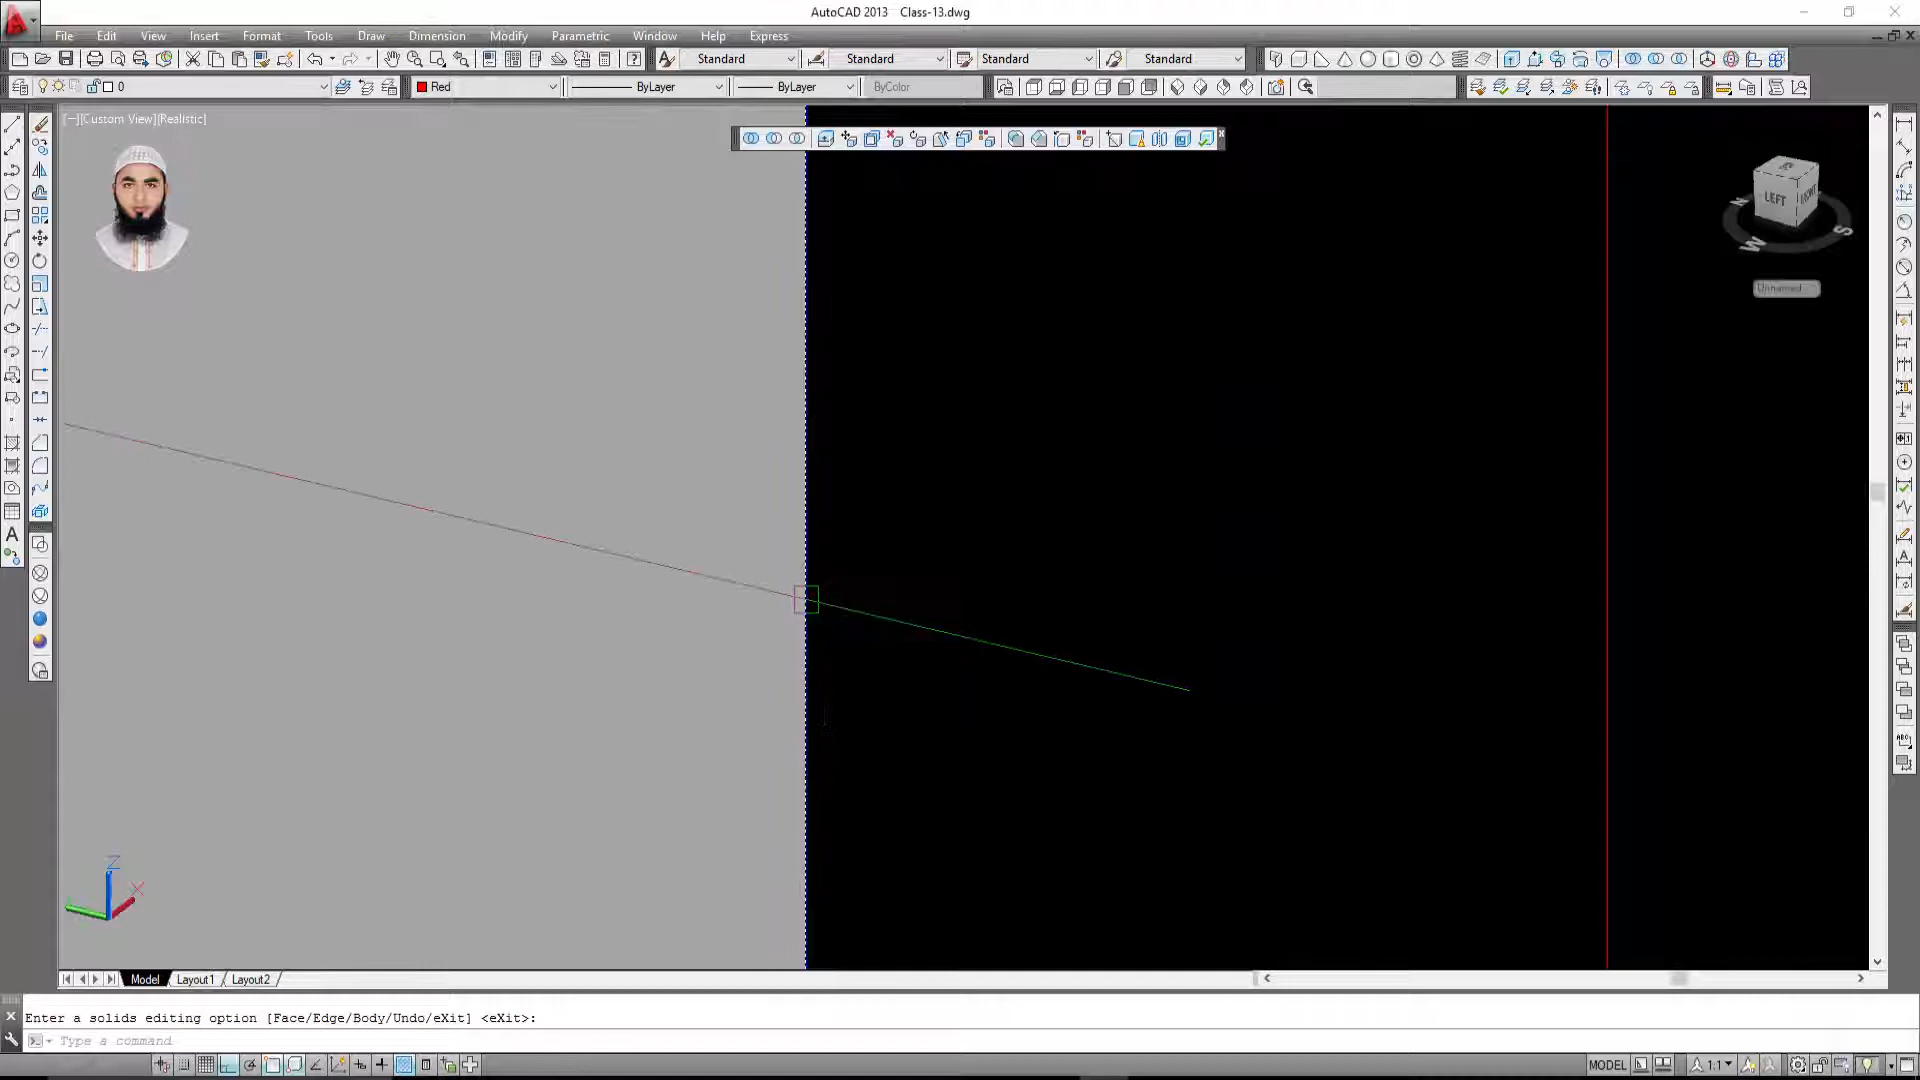 AutoCAD 2013 Class-13.dwg
File Edit View Insert Format Tools Draw Dimension Modify Parametric Window Help Express
Standard Standard Standard Standard
0 Red ByLayer ByLayer ByColor
[−][Custom View][Realistic]
LEFT FRONT
N W S
Unnamed
Z
X
Model Layout1 Layout2
Enter a solids editing option [Face/Edge/Body/Undo/eXit] <eXit>:
Type a command
MODEL 1:1